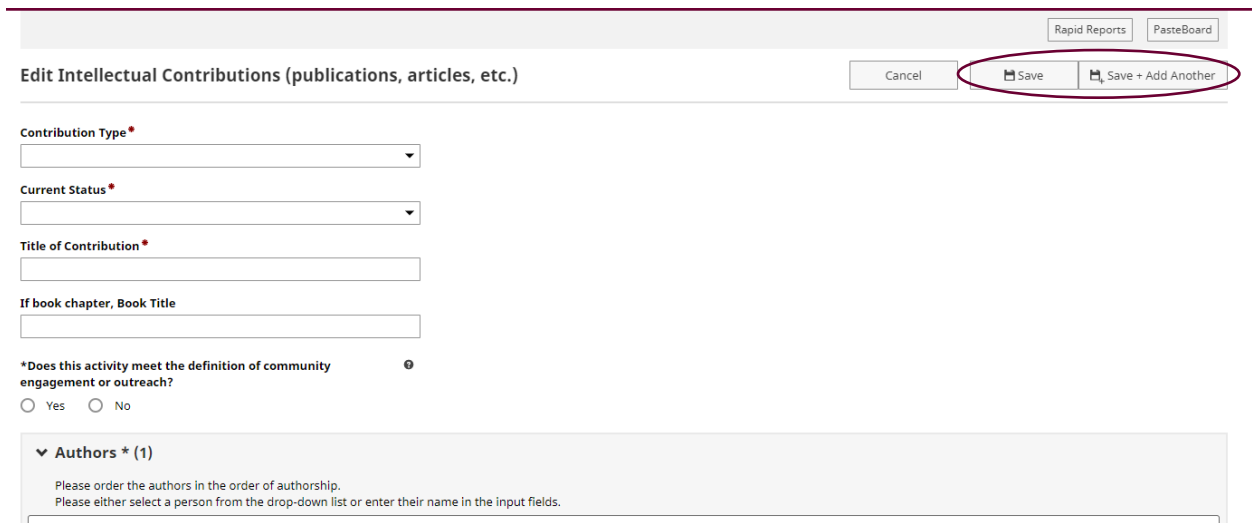 Rapid Reports PasteBoard
Edit Intellectual Contributions (publications, articles, etc.) Cancel Save Save + Add Another
Contribution Type*
Current Status*
Title of Contribution*
If book chapter, Book Title
*Does this activity meet the definition of community
engagement or outreach?
Yes No
Authors * (1)
Please order the authors in the order of authorship.
Please either select a person from the drop-down list or enter their name in the input fields.